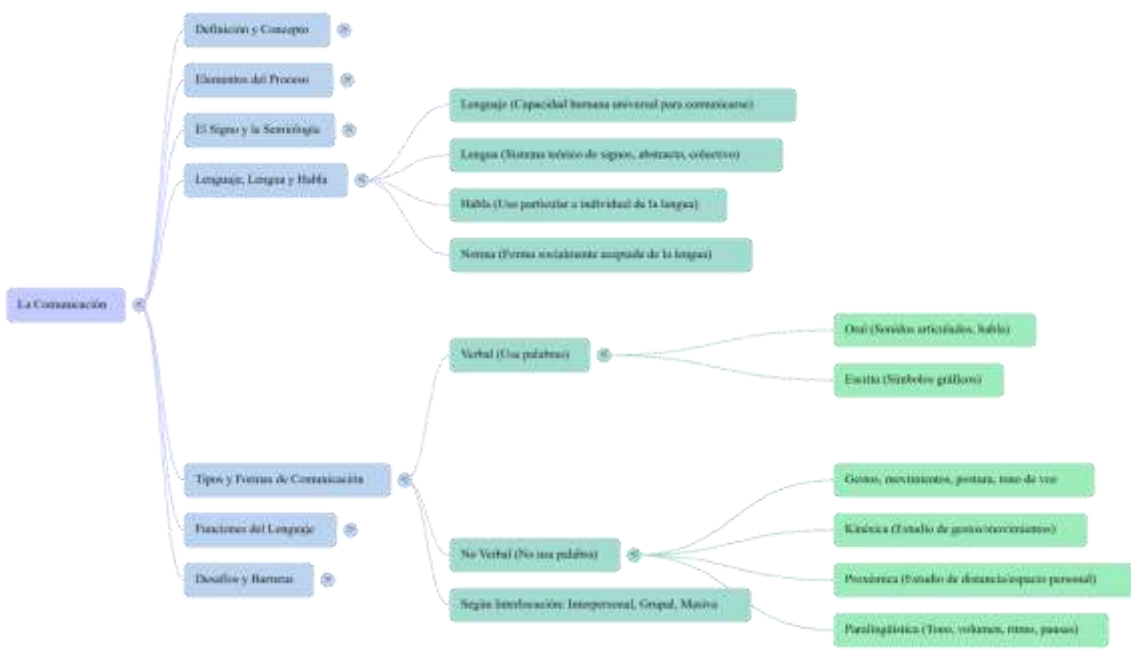 La Comunicación
Definición y Concepto
Elementos del Proceso
El Signo y la Semiología
Lenguaje, Lengua y Habla
Lenguaje (Capacidad humana universal para comunicarse)
Lengua (Sistema teórico de signos, abstracto, colectivo)
Habla (Uso particular e individual de la lengua)
Norma (Forma socialmente aceptada de la lengua)
Tipos y Formas de Comunicación
Verbal (Usa palabras)
Oral (Sonidos articulados, habla)
Escrita (Símbolos gráficos)
No Verbal (No usa palabra)
Gestos, movimientos, postura, tono de voz
Kinésica (Estudio de gestos/movimientos)
Proxémica (Estudio de distancia/espacio personal)
Paralingüística (Tono, volumen, ritmo, pausas)
Según Interlocución: Interpersonal, Grupal, Masiva
Funciones del Lenguaje
Desafíos y Barreras